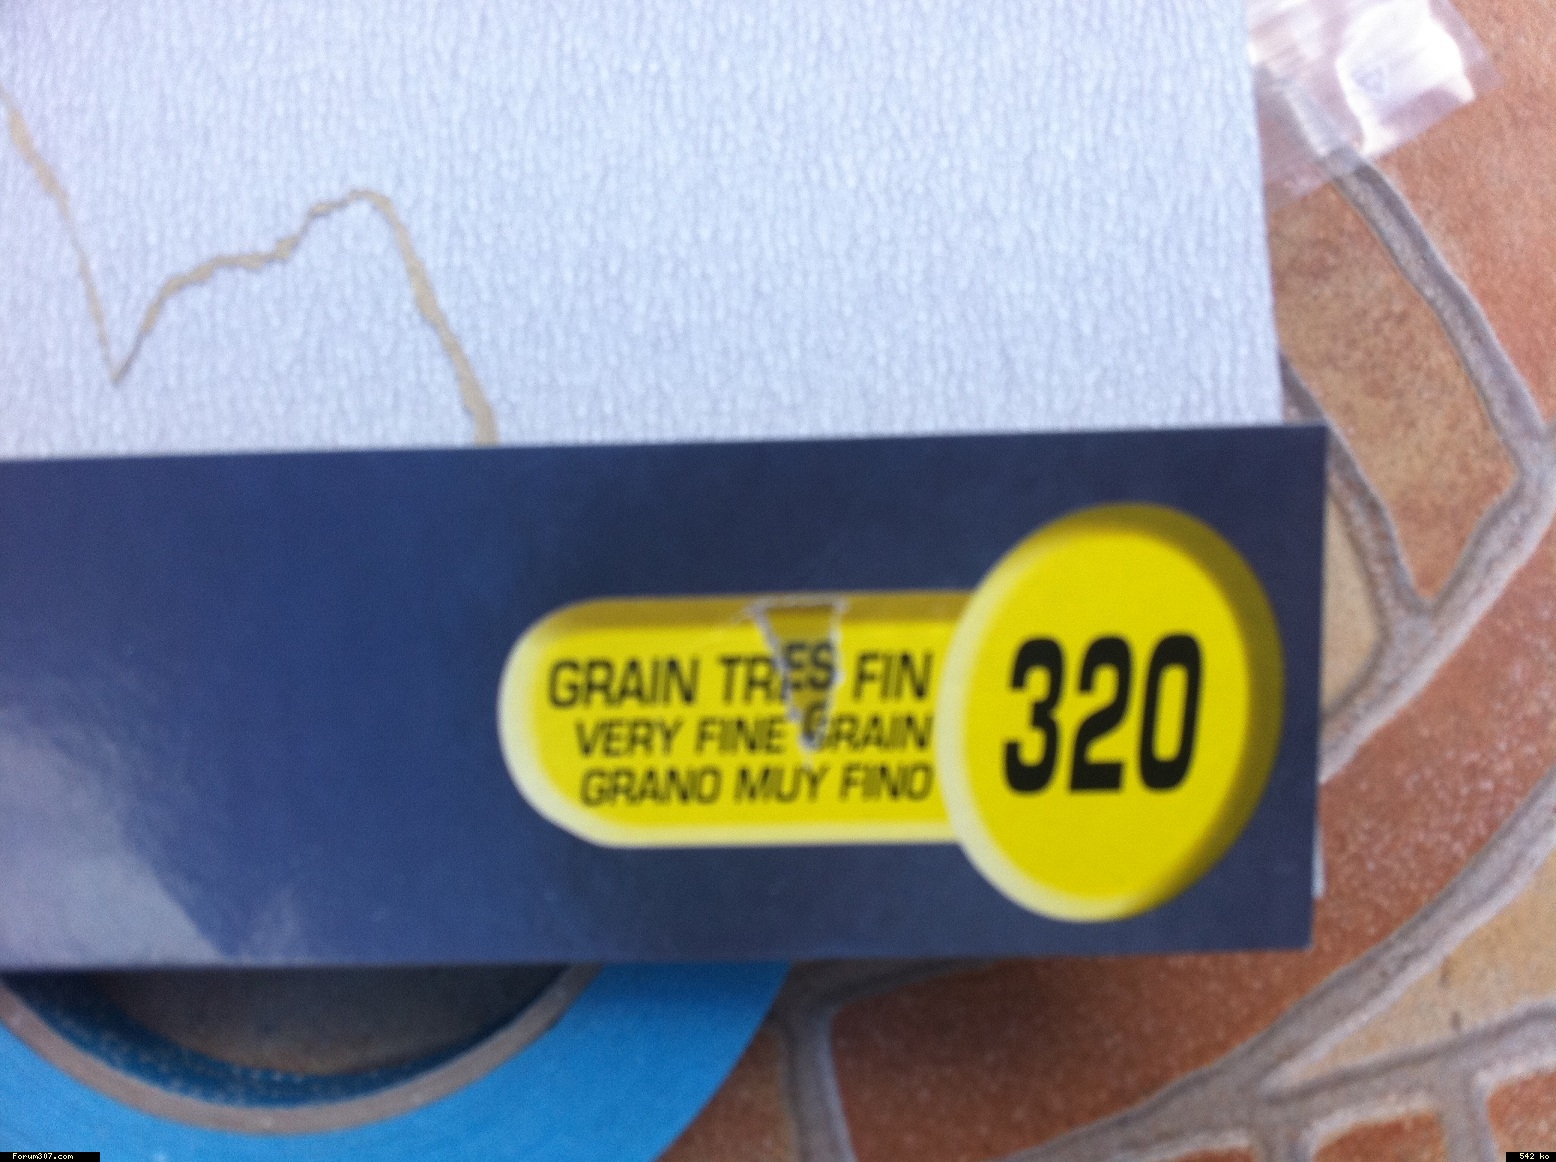 GRAIN TRES FIN
VERY FINE GRAIN
GRANO MUY FINO
320
Forum307.com
542 ko